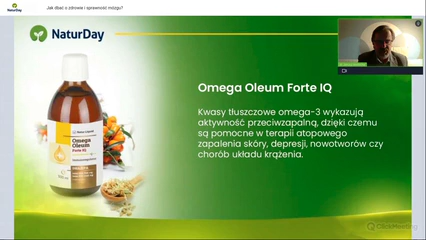 NaturDay
Jak dbać o zdrowie i sprawność mózgu?
NaturDay
Omega Oleum Forte IQ
Kwasy tłuszczowe omega-3 wykazują
aktywność przeciwzapalną, dzięki czemu
są pomocne w terapii atopowego
zapalenia skóry, depresji, nowotworów czy
chorób układu krążenia.
Omega
Oleum
Forte IQ
ClickMeeting